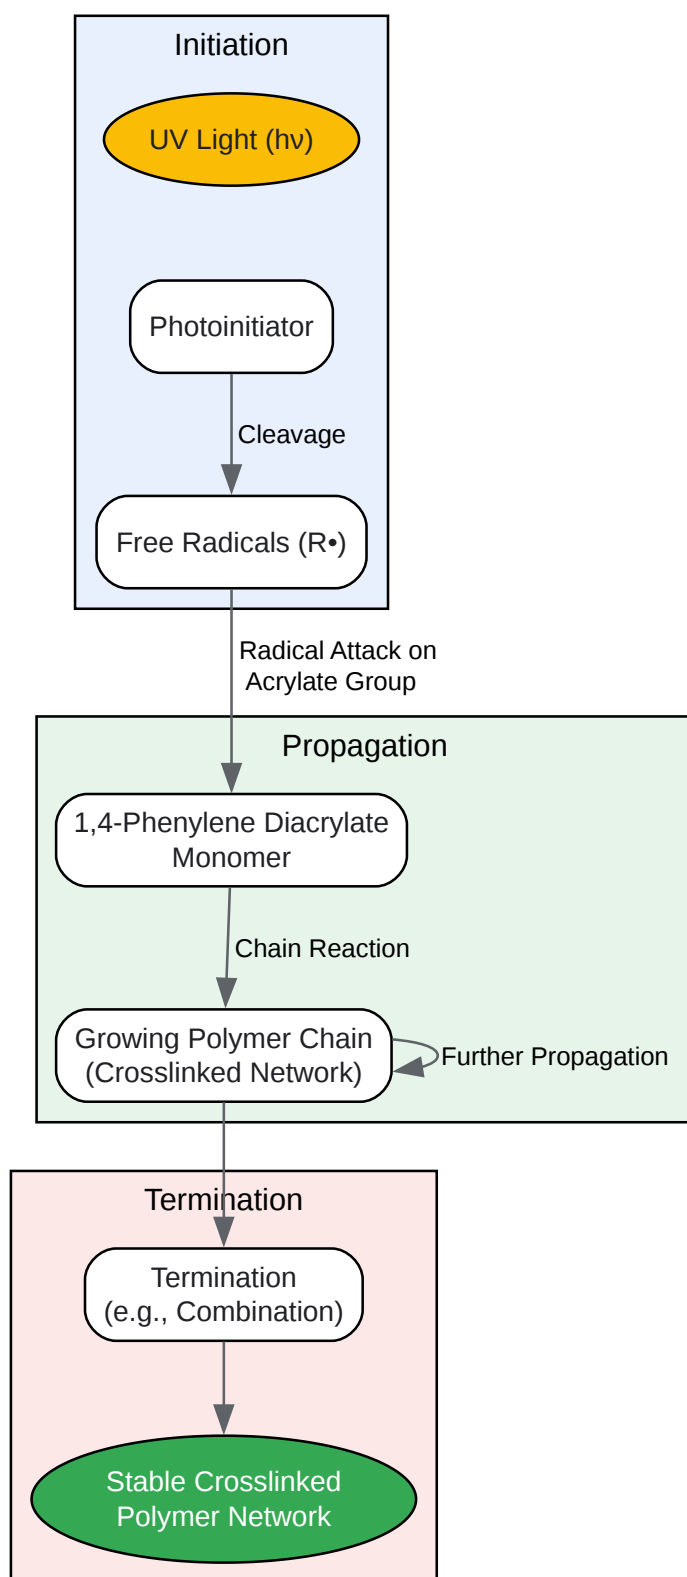 Initiation
UV Light (hν)
Photoinitiator
Cleavage
Free Radicals (R•)
Radical Attack on
Acrylate Group
Propagation
1,4-Phenylene Diacrylate
Monomer
Chain Reaction
Growing Polymer Chain
(Crosslinked Network)
Further Propagation
Termination
Termination
(e.g., Combination)
Stable Crosslinked
Polymer Network